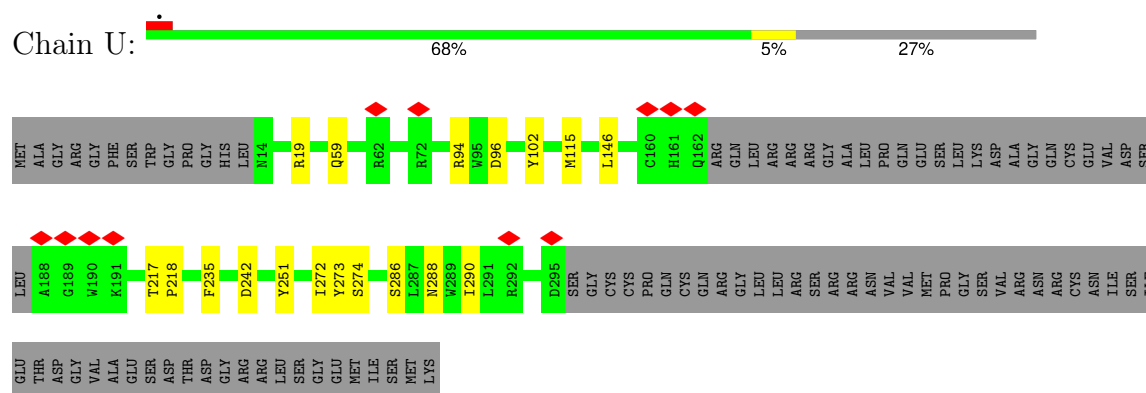 Chain U:
68% 5% 27%
MET ALA GLY ARG GLY PHE SER TRP GLY PRO GLY HIS LEU N14 R19 Q59 R62 R72 R94 W95 D96 Y102 M115 L146 C160 H161 Q162 ARG GLN LEU ARG ARG ARG GLY ALA LEU PRO GLN GLU SER LEU LYS ASP ALA GLY GLN CYS GLU VAL ASP SER
LEU A188 G189 W190 K191 T217 P218 F235 D242 Y251 I272 Y273 S274 S286 L287 N288 W289 I290 L291 R292 D295 SER GLY CYS CYS PRO GLN CYS GLN ARG GLY LEU LEU ARG SER ARG ARG ASN VAL VAL MET PRO GLY SER VAL ARG ASN ARG CYS ASN ILE SER
GLU THR ASP GLY VAL ALA GLU SER ASP THR ASP GLY ARG ARG LEU SER GLY GLU MET ILE SER MET LYS